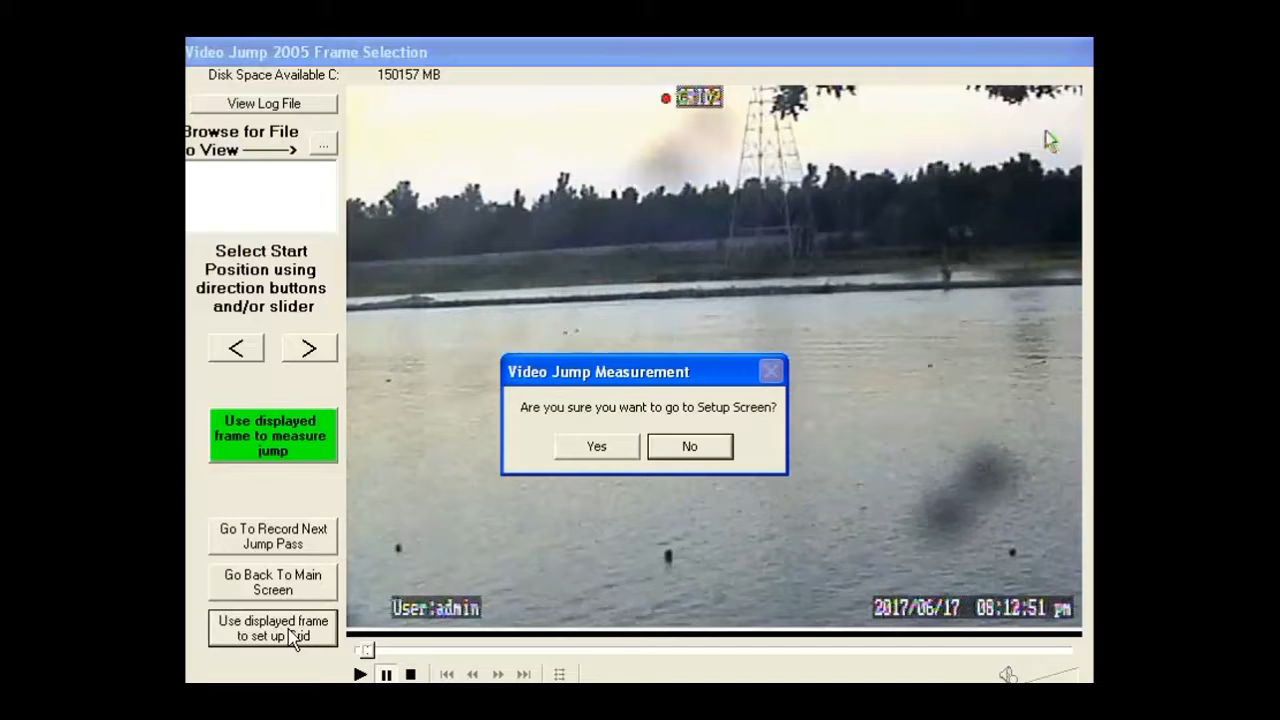 Video Jump 2005 Frame Selection
Disk Space Available C: 150157 MB
View Log File
Browse for File
o View ——> ...
Select Start
Position using
direction buttons
and/or slider
< >
Use displayed
frame to measure
jump
Go To Record Next
Jump Pass
Go Back To Main
Screen
Use displayed frame
to set up
Video Jump Measurement
Are you sure you want to go to Setup Screen?
Yes No
User:admin
2017/06/17 08:12:51 pm